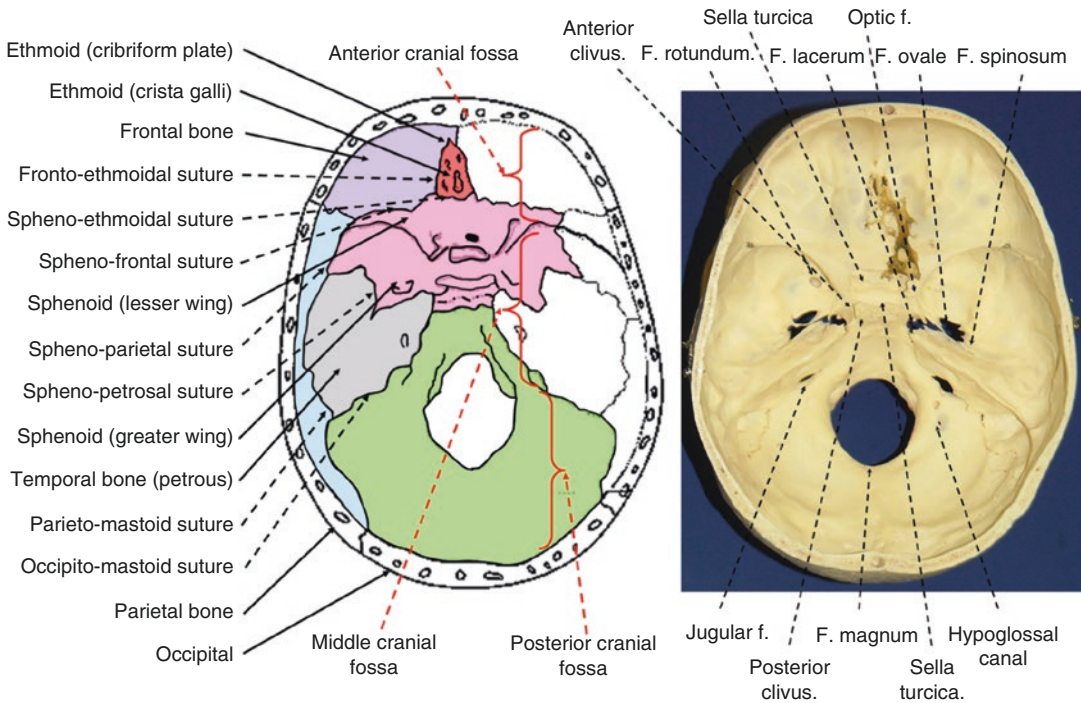 Ethmoid (cribriform plate)
Ethmoid (crista galli)
Frontal bone
Fronto-ethmoidal suture
Spheno-ethmoidal suture
Spheno-frontal suture
Sphenoid (lesser wing)
Spheno-parietal suture
Spheno-petrosal suture
Sphenoid (greater wing)
Temporal bone (petrous)
Parieto-mastoid suture
Occipito-mastoid suture
Parietal bone
Occipital
Anterior cranial fossa
Middle cranial
fossa
Posterior cranial
fossa
Anterior
clivus.
F. rotundum.
Sella turcica
F. lacerum
Optic f.
F. ovale
F. spinosum
Jugular f.
Posterior
clivus.
F. magnum
Sella
turcica.
Hypoglossal
canal